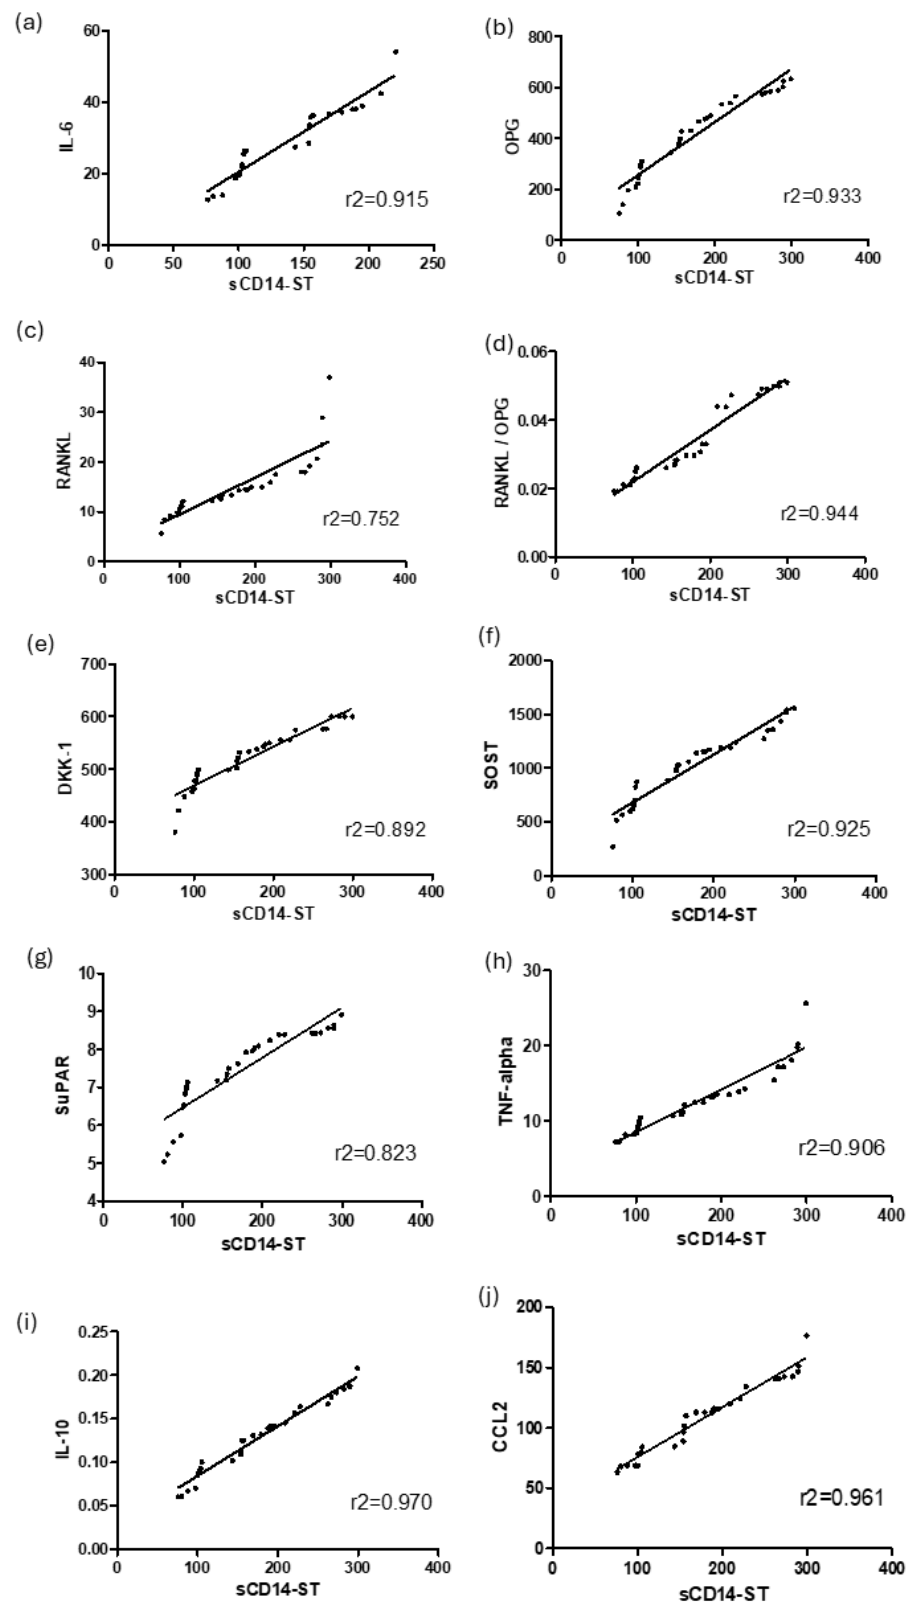 (a)
60
40
20
0
IL-6
r2=0.915
0 50 100 150 200 250
sCD14-ST
(b)
800
600
400
200
0
OPG
r2=0.933
0 100 200 300 400
sCD14-ST
(c)
40
30
20
10
0
RANKL
r2=0.752
0 100 200 300 400
sCD14-ST
(d)
0.06
0.04
0.02
0.00
RANKL / OPG
r2=0.944
0 100 200 300 400
sCD14-ST
(e)
700
600
500
400
300
DKK-1
r2=0.892
0 100 200 300 400
sCD14-ST
(f)
2000
1500
1000
500
0
SOST
r2=0.925
0 100 200 300 400
sCD14-ST
(g)
10
9
8
7
6
5
4
SuPAR
r2=0.823
0 100 200 300 400
sCD14-ST
(h)
30
20
10
0
TNF-alpha
r2=0.906
0 100 200 300 400
sCD14-ST
(i)
0.25
0.20
0.15
0.10
0.05
0.00
IL-10
r2=0.970
0 100 200 300 400
sCD14-ST
(j)
200
150
100
50
0
CCL2
r2=0.961
0 100 200 300 400
sCD14-ST